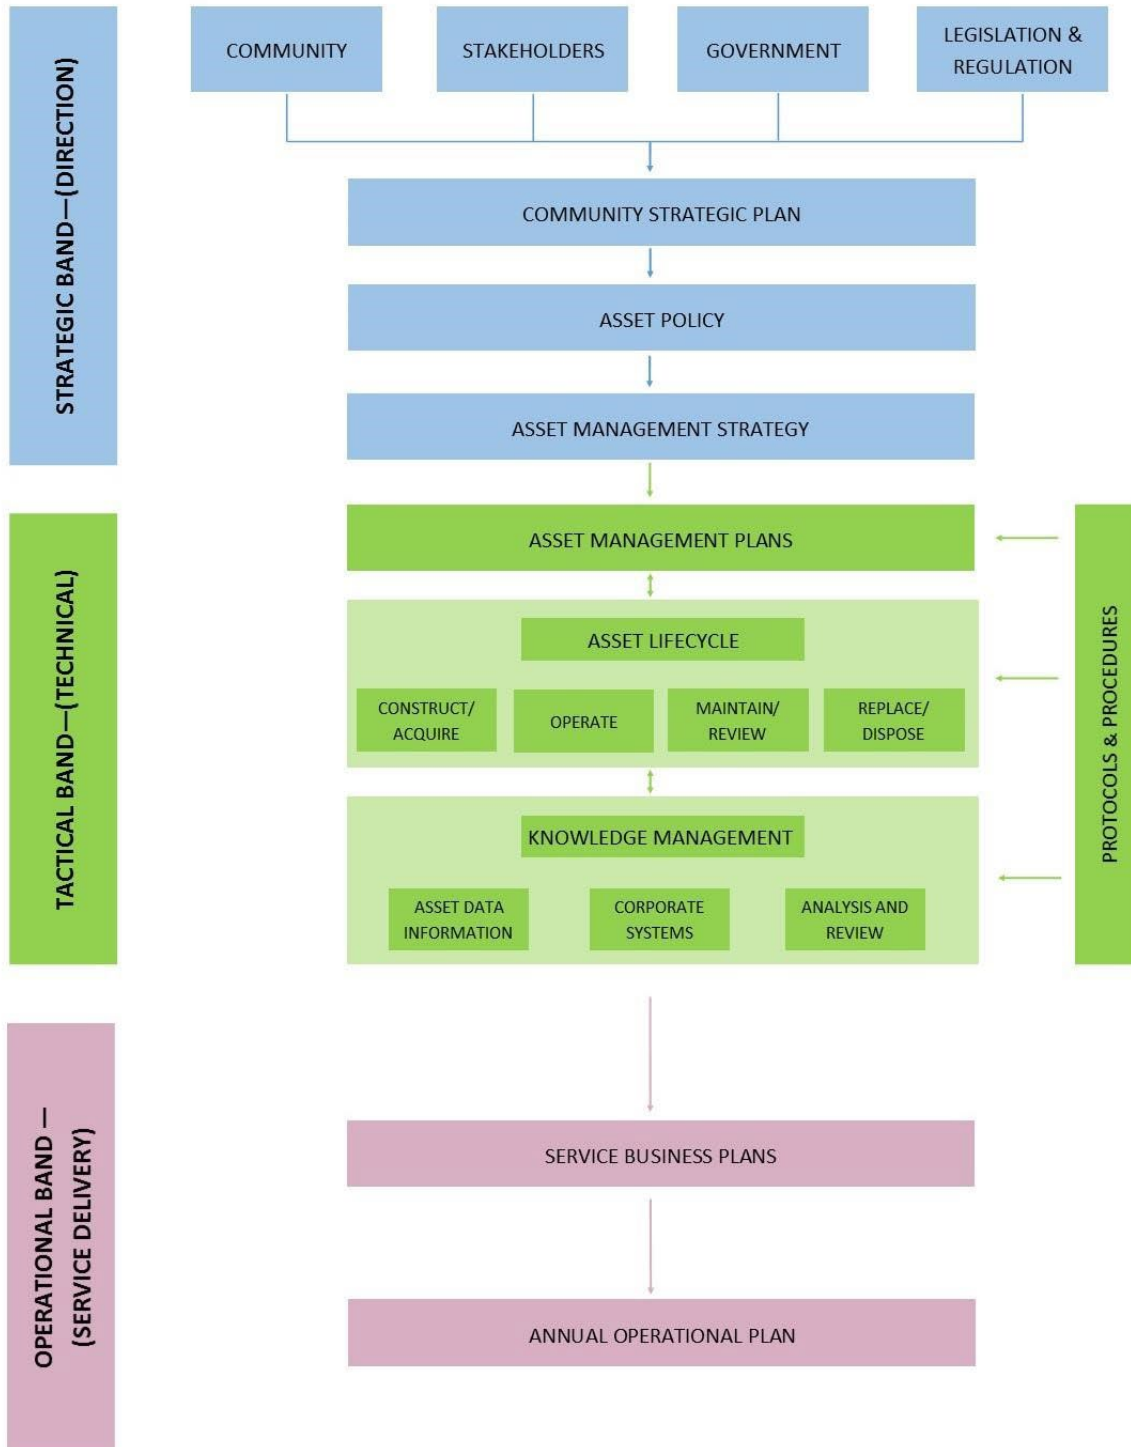 STRATEGIC BAND—(DIRECTION)
COMMUNITY
STAKEHOLDERS
GOVERNMENT
LEGISLATION &
REGULATION
COMMUNITY STRATEGIC PLAN
ASSET POLICY
ASSET MANAGEMENT STRATEGY
TACTICAL BAND—(TECHNICAL)
ASSET MANAGEMENT PLANS
ASSET LIFECYCLE
CONSTRUCT/
ACQUIRE
OPERATE
MAINTAIN/
REVIEW
REPLACE/
DISPOSE
KNOWLEDGE MANAGEMENT
ASSET DATA
INFORMATION
CORPORATE
SYSTEMS
ANALYSIS AND
REVIEW
PROTOCOLS & PROCEDURES
OPERATIONAL BAND —
(SERVICE DELIVERY)
SERVICE BUSINESS PLANS
ANNUAL OPERATIONAL PLAN